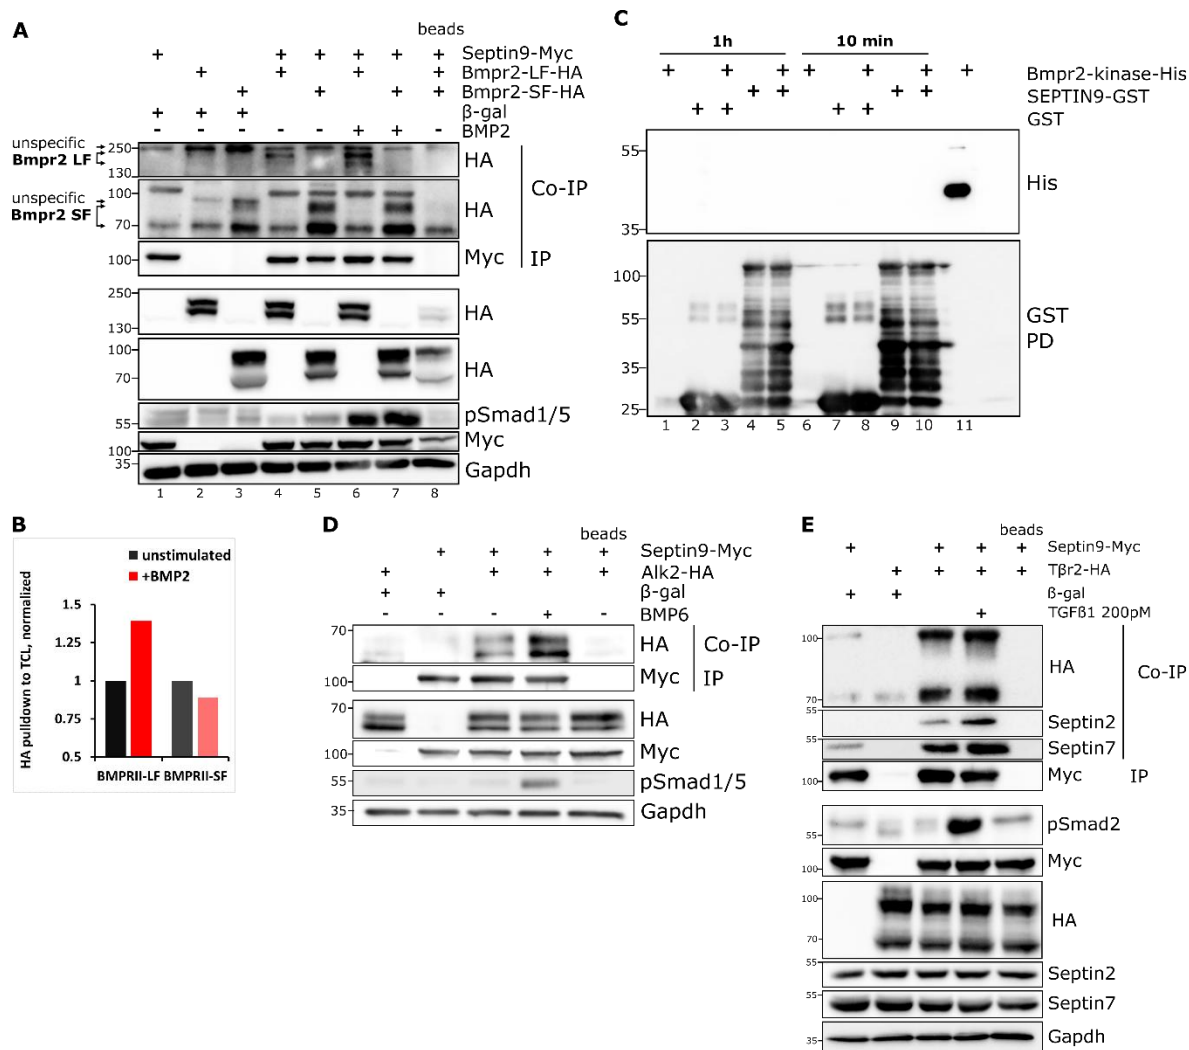 A
beads
+ + + + + + Septin9-Myc
+ + + + Bmpr2-LF-HA
+ + + + Bmpr2-SF-HA
+ + + β-gal
- - - - - + + - BMP2
unspecific
Bmpr2 LF
250
130
HA
unspecific
Bmpr2 SF
100
70
HA
Co-IP
100
Myc
IP
250
130
HA
100
70
HA
55
pSmad1/5
100
Myc
35
Gapdh
1 2 3 4 5 6 7 8
B
unstimulated
+BMP2
HA pulldown to TCL, normalized
1.5
1.25
1
0.75
0.5
BMPRII-LF BMPRII-SF
C
1h 10 min
+ + + + + + + Bmpr2-kinase-His
+ + + + SEPTIN9-GST
+ + + + GST
55
35
His
100
55
35
25
GST
PD
1 2 3 4 5 6 7 8 9 10 11
D
beads
+ + + + Septin9-Myc
+ + + + Alk2-HA
+ + β-gal
- - - + - BMP6
70
HA
Co-IP
100
Myc
IP
70
HA
100
Myc
55
pSmad1/5
35
Gapdh
E
beads
+ + + + Septin9-Myc
+ + + + Tβr2-HA
+ + ß-gal
+ TGFß1 200pM
100
70
HA
Co-IP
55
Septin2
55
Septin7
100
Myc
IP
55
pSmad2
100
Myc
100
70
HA
55
Septin2
55
Septin7
35
Gapdh